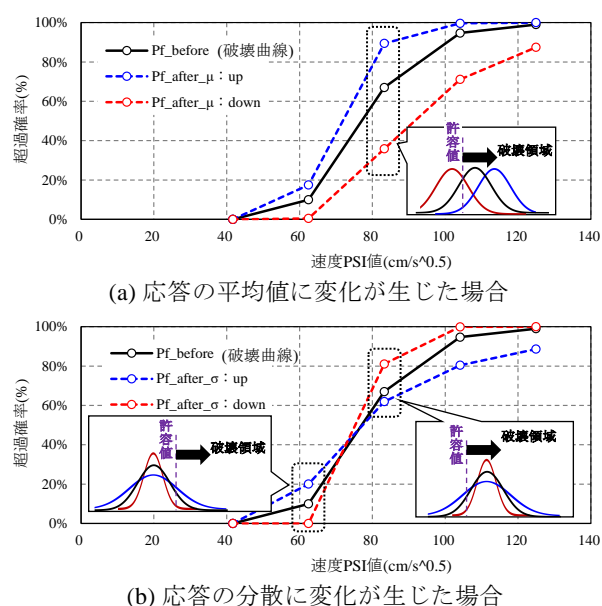 100%
80%
60%
40%
20%
0%
超過確率(%)
Pf_before (破壊曲線)
Pf_after_μ：up
Pf_after_μ：down
許容値
破壊領域
0
20
40
60
80
100
120
140
速度PSI値(cm/s^0.5)
(a) 応答の平均値に変化が生じた場合
100%
80%
60%
40%
20%
0%
超過確率(%)
Pf_before (破壊曲線)
Pf_after_σ：up
Pf_after_σ：down
許容値
破壊領域
許容値
破壊領域
0
20
40
60
80
100
120
140
速度PSI値(cm/s^0.5)
(b) 応答の分散に変化が生じた場合